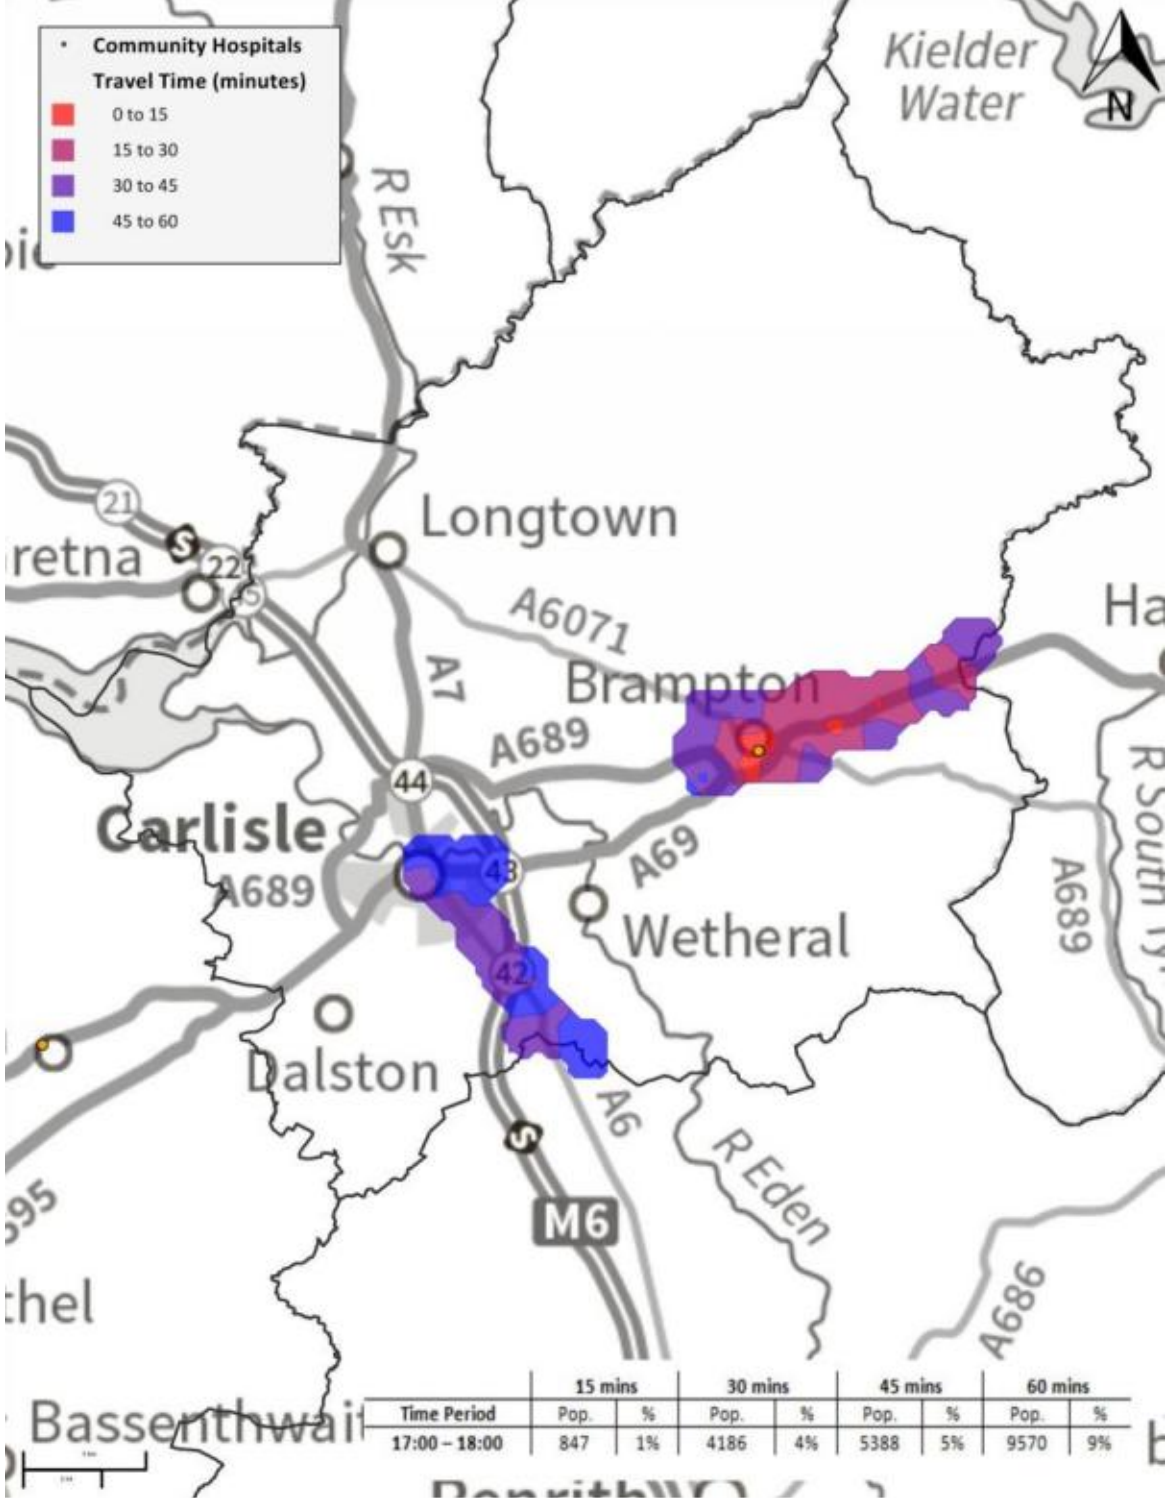 Community Hospitals
Travel Time (minutes)
0 to 15
15 to 30
30 to 45
45 to 60
Kielder
Water
N
R Esk
pie
21
S
Longtown
retna
22
45
A6071
Ha
A7
Brampton
A689
44
R South Ty
Carlisle
A69
43
A689
A689
Wetheral
42
Dalston
A6
S
R Eden
595
M6
thel
A686
15 mins 30 mins 45 mins 60 mins
Bassenthwait
Time Period Pop. % Pop. % Pop. % Pop. %
17:00 – 18:00 847 1% 4186 4% 5388 5% 9570 9%
Penrith